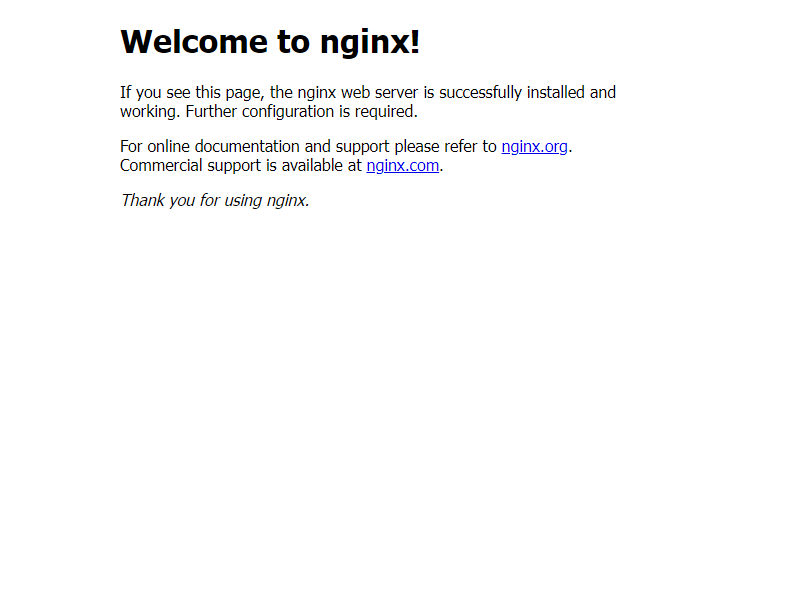 Welcome to nginx!
If you see this page, the nginx web server is successfully installed and
working. Further configuration is required.
For online documentation and support please refer to nginx.org.
Commercial support is available at nginx.com.
Thank you for using nginx.